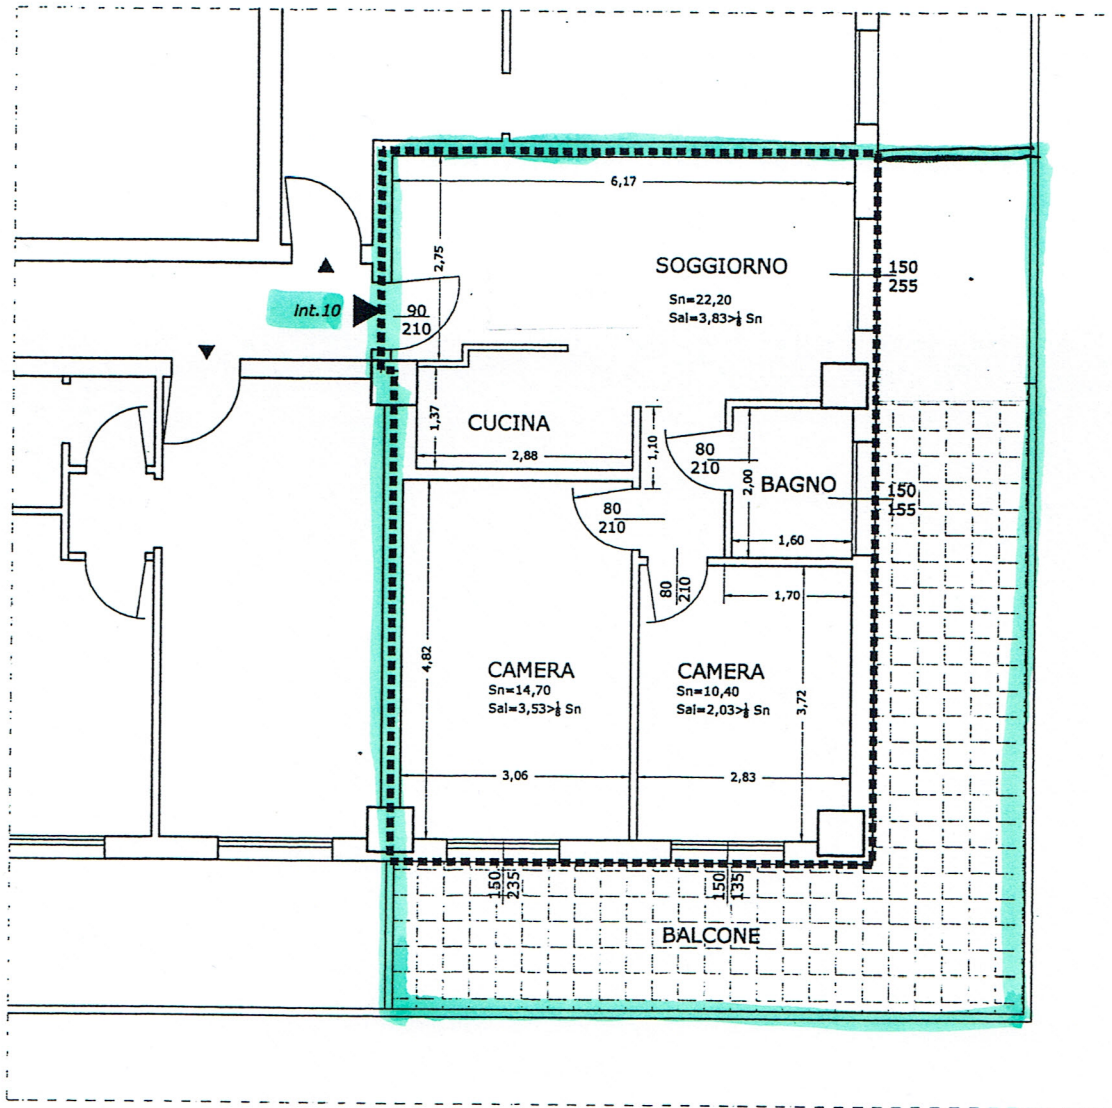 6,17
2,75
SOGGIORNO
Sn=22,20
Sai=3,83>⅛ Sn
150
255
Int.10
90
210
CUCINA
1,37
2,88
1,10
80
210
2,00
BAGNO
150
155
1,60
80
210
80
210
1,70
4,82
CAMERA
Sn=14,70
Sai=3,53>⅛ Sn
CAMERA
Sn=10,40
Sai=2,03>⅛ Sn
3,72
3,06
2,83
150
235
150
135
BALCONE